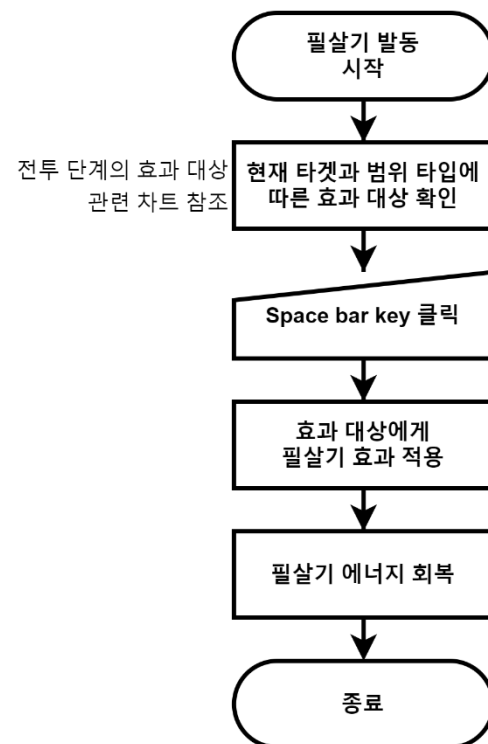 필살기 발동
시작
전투 단계의 효과 대상
관련 차트 참조
현재 타겟과 범위 타입에
따른 효과 대상 확인
Space bar key 클릭
효과 대상에게
필살기 효과 적용
필살기 에너지 회복
종료